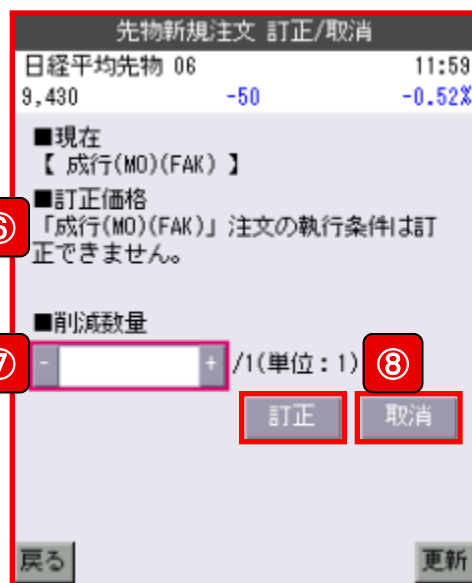 先物新規注文 訂正/取消
日経平均先物 06 11:59
9,430 -50 -0.52%
■現在
【 成行(MO)(FAK) 】
■訂正価格
⑥
「成行(MO)(FAK)」注文の執行条件は訂
正できません。
■削減数量
⑦ - + /1(単位:1) ⑧
訂正 取消
戻る 更新